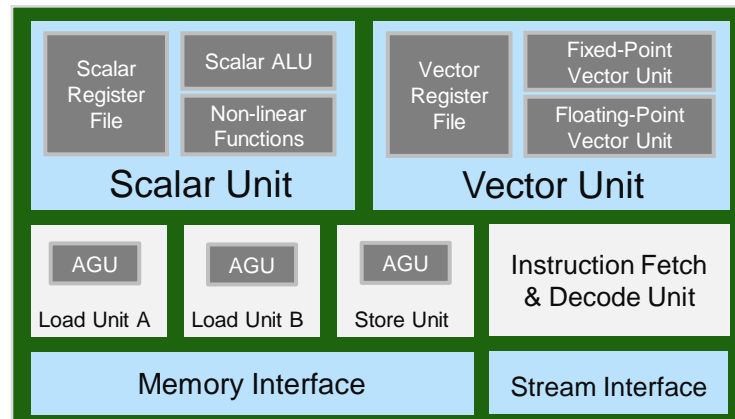 Scalar
Register
File
Scalar ALU
Non-linear
Functions
Scalar Unit
Vector
Register
File
Fixed-Point
Vector Unit
Floating-Point
Vector Unit
Vector Unit
AGU
Load Unit A
AGU
Load Unit B
AGU
Store Unit
Instruction Fetch
& Decode Unit
Memory Interface
Stream Interface